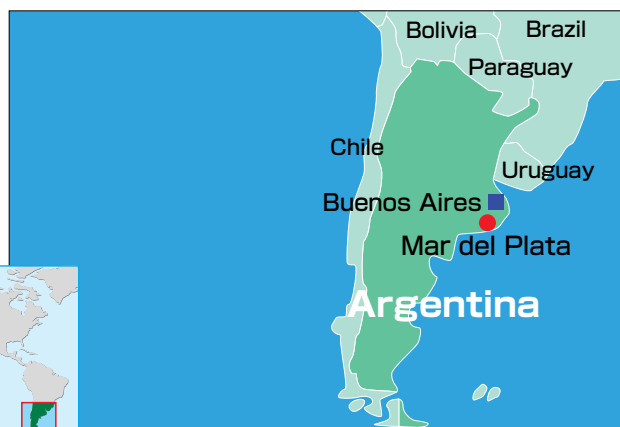 Bolivia
Brazil
Paraguay
Chile
Uruguay
Buenos Aires
Mar del Plata
Argentina